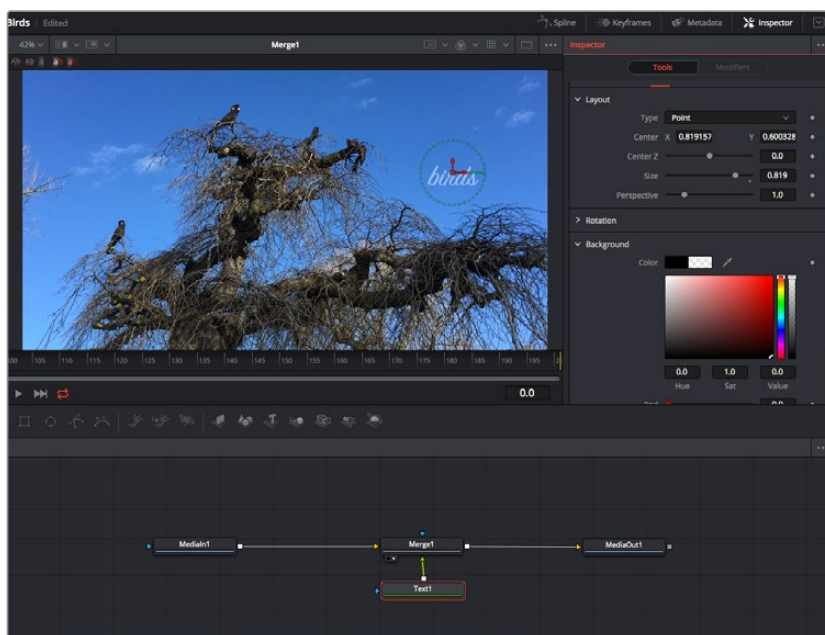 Birds Edited Spline Keyframes Metadata Inspector
42% Merge1 Inspector
Tools Modifiers
Layout
Type Point
Center X 0.819157 Y 0.600328
Center Z 0.0
birds
Size 0.819
Perspective 1.0
Rotation
Background
Color
100 105 110 115 120 125 130 135 140 145 150 155 160 165 170 175 180 185 190 195
0.0 1.0 0.0
Hue Sat Value
0.0
MediaIn1 Merge1 MediaOut1
Text1